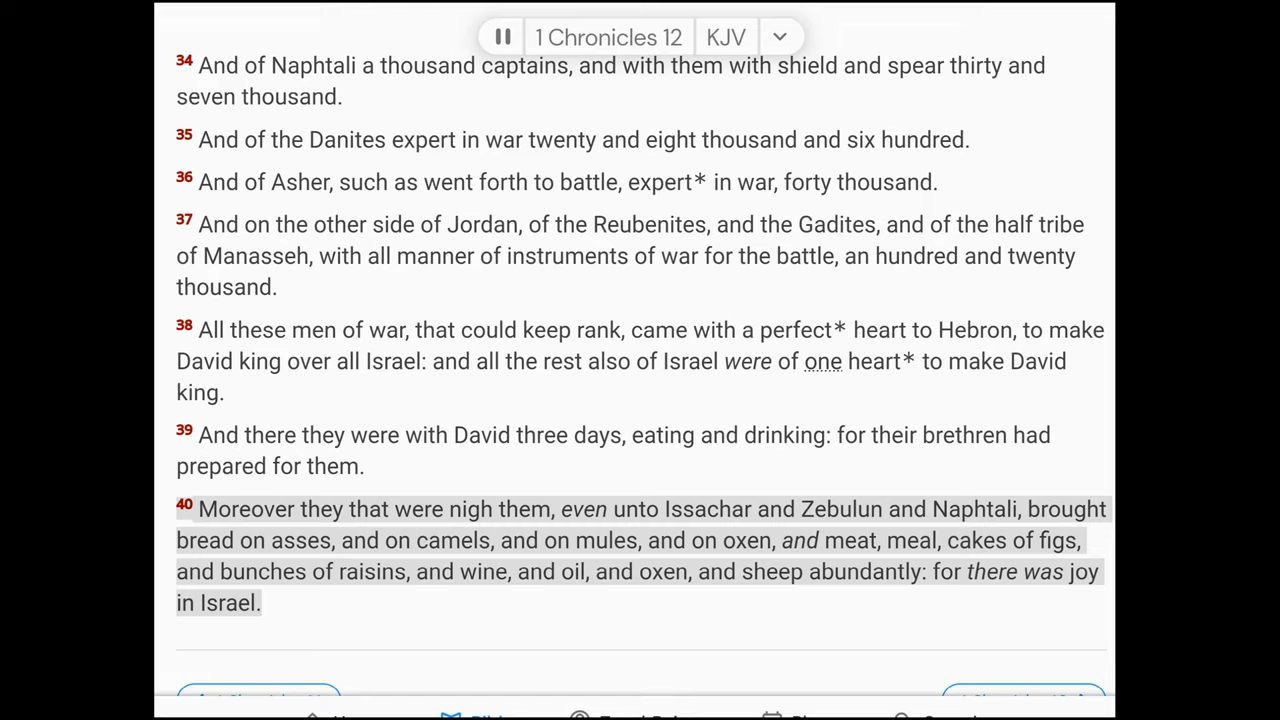 1 Chronicles 12 KJV
34 And of Naphtali a thousand captains, and with them with shield and spear thirty and
seven thousand.
35 And of the Danites expert in war twenty and eight thousand and six hundred.
36 And of Asher, such as went forth to battle, expert* in war, forty thousand.
37 And on the other side of Jordan, of the Reubenites, and the Gadites, and of the half tribe
of Manasseh, with all manner of instruments of war for the battle, an hundred and twenty
thousand.
38 All these men of war, that could keep rank, came with a perfect* heart to Hebron, to make
David king over all Israel: and all the rest also of Israel were of one heart* to make David
king.
39 And there they were with David three days, eating and drinking: for their brethren had
prepared for them.
40 Moreover they that were nigh them, even unto Issachar and Zebulun and Naphtali, brought
bread on asses, and on camels, and on mules, and on oxen, and meat, meal, cakes of figs,
and bunches of raisins, and wine, and oil, and oxen, and sheep abundantly: for there was joy
in Israel.